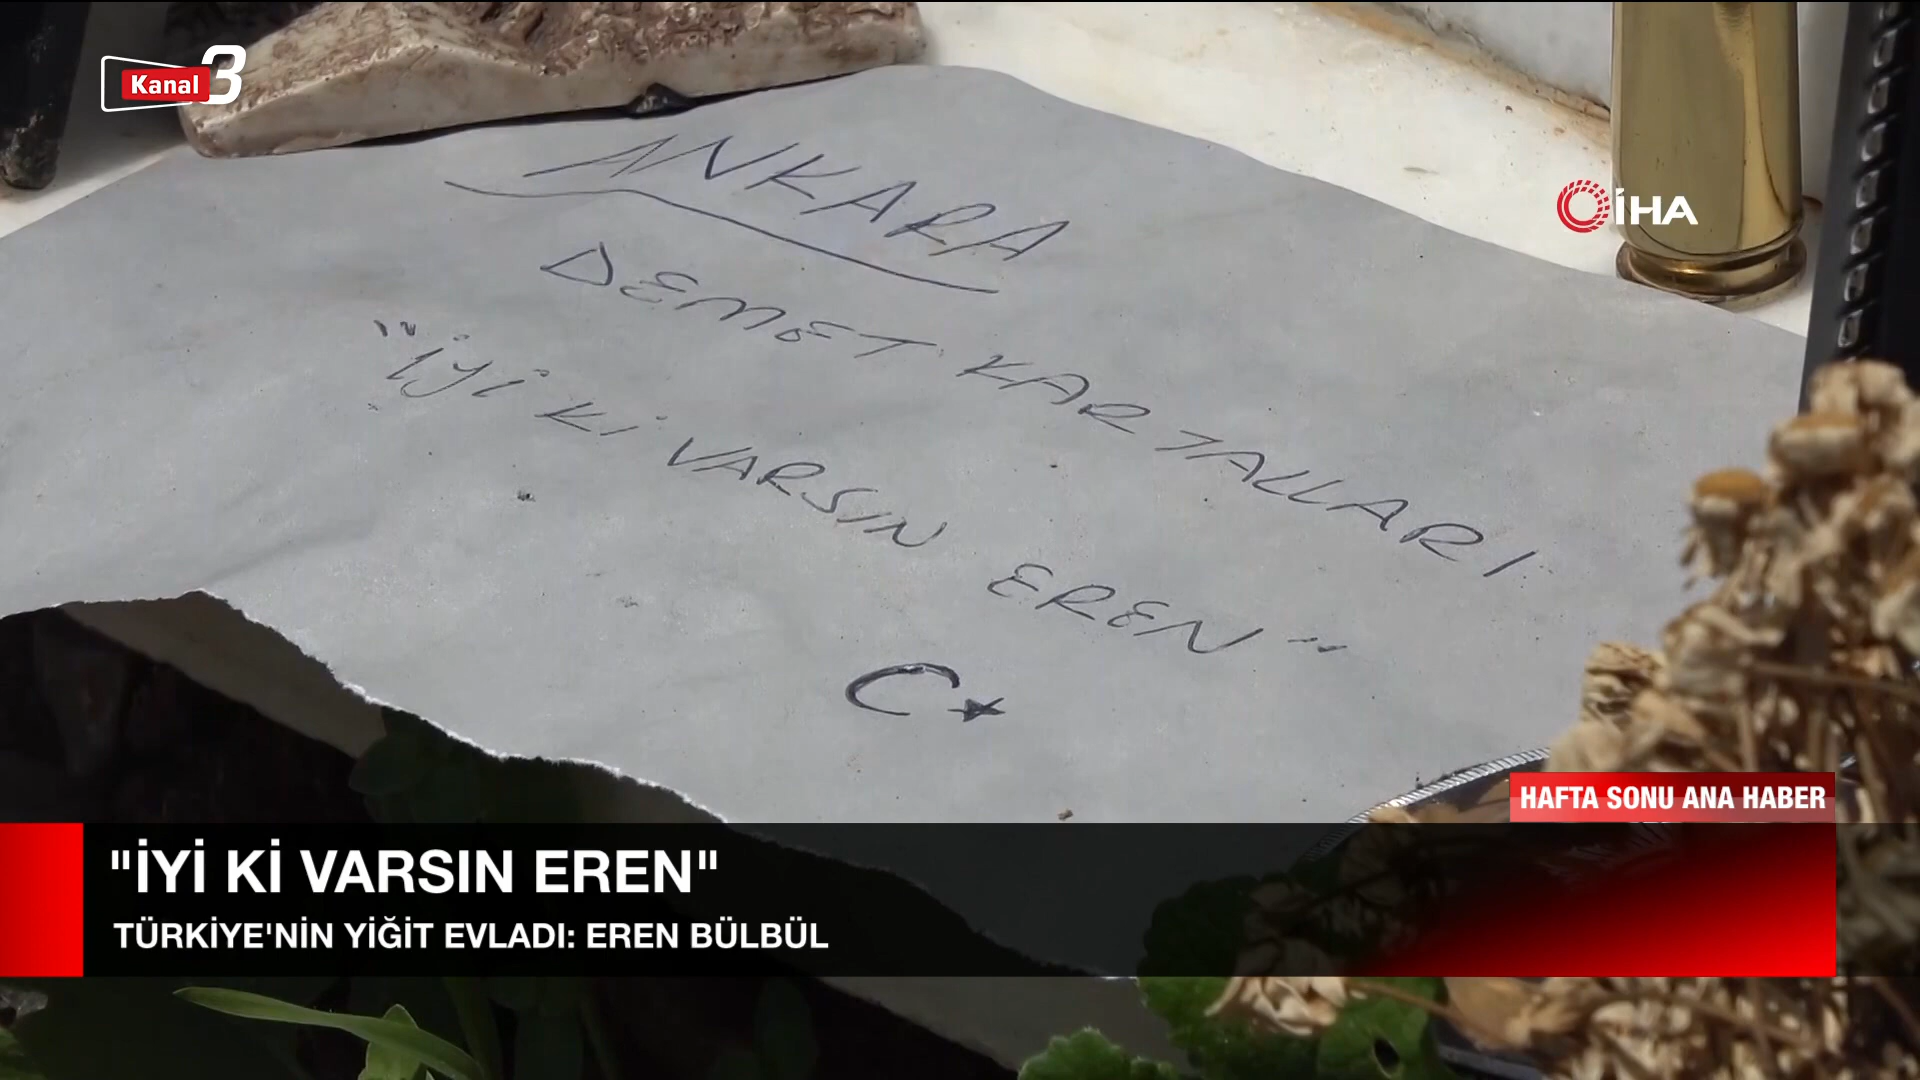 Kanal 3
İHA
ANKARA
DEMET KARTALLARI
"İYİ Kİ VARSIN
EREN"
HAFTA SONU ANA HABER
"İYİ Kİ VARSIN EREN"
TÜRKİYE'NİN YİĞİT EVLADI: EREN BÜLBÜL